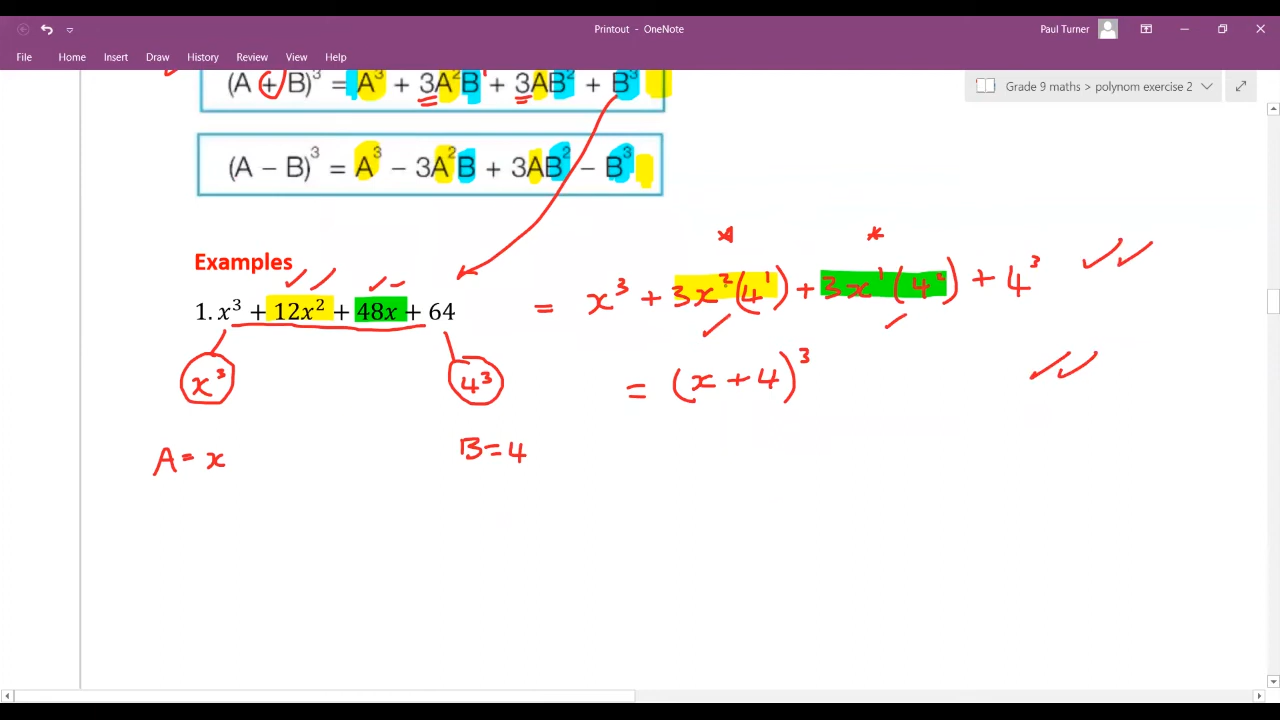 Printout - OneNote
Paul Turner
File Home Insert Draw History Review View Help
Grade 9 maths > polynom exercise 2
(A + B)³ = A³ + 3A²B + 3AB² + B³
(A − B)³ = A³ − 3A²B + 3AB² − B³
Examples
1. x³ + 12x² + 48x + 64
= x³ + 3x²(4¹) + 3x¹(4²) + 4³
x³
4³
= (x + 4)³
A = x
B = 4